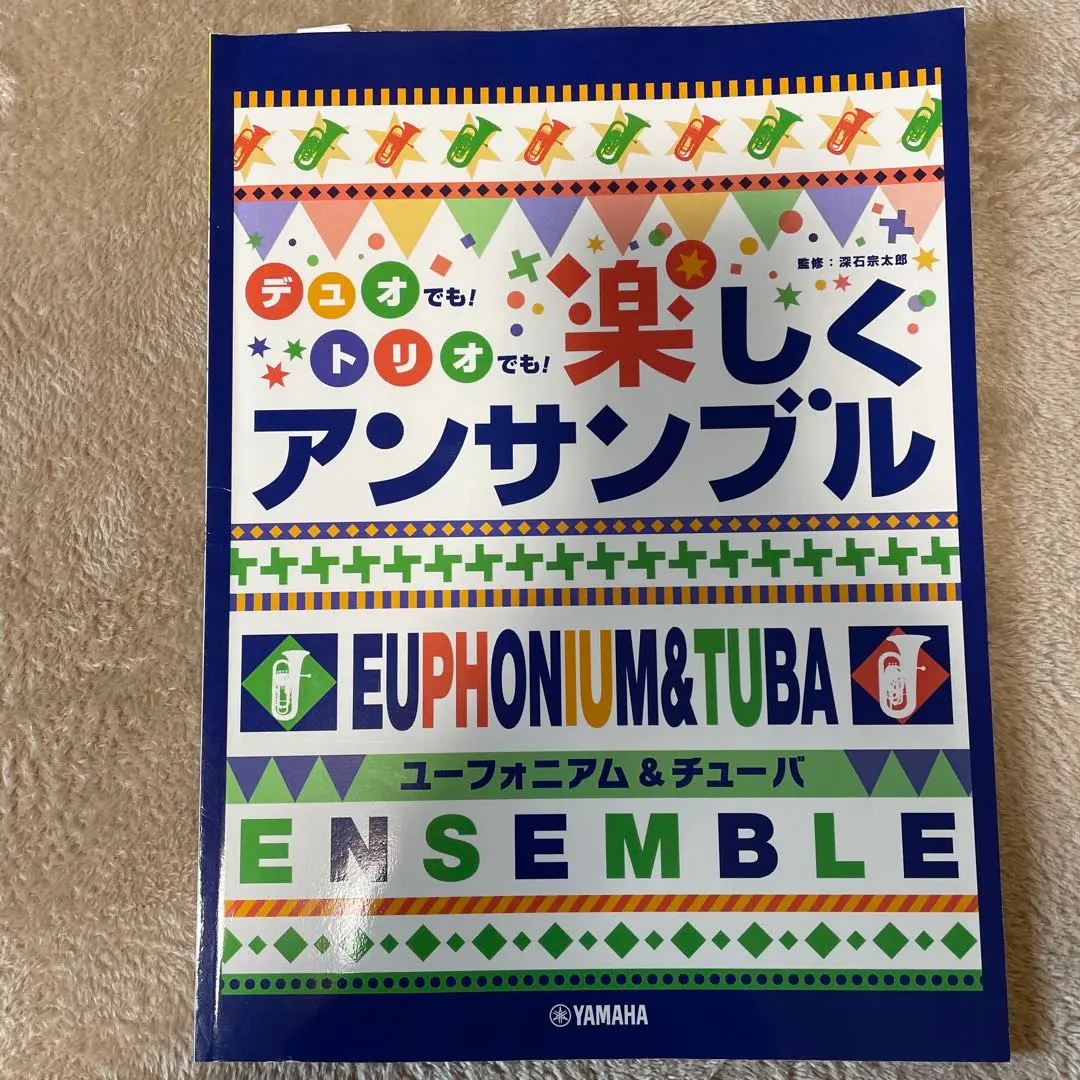 監修：深石宗太郎
デュオでも!
トリオでも!
楽しく
アンサンブル
EUPHONIUM&TUBA
ユーフォニアム & チューバ
ENSEMBLE
YAMAHA